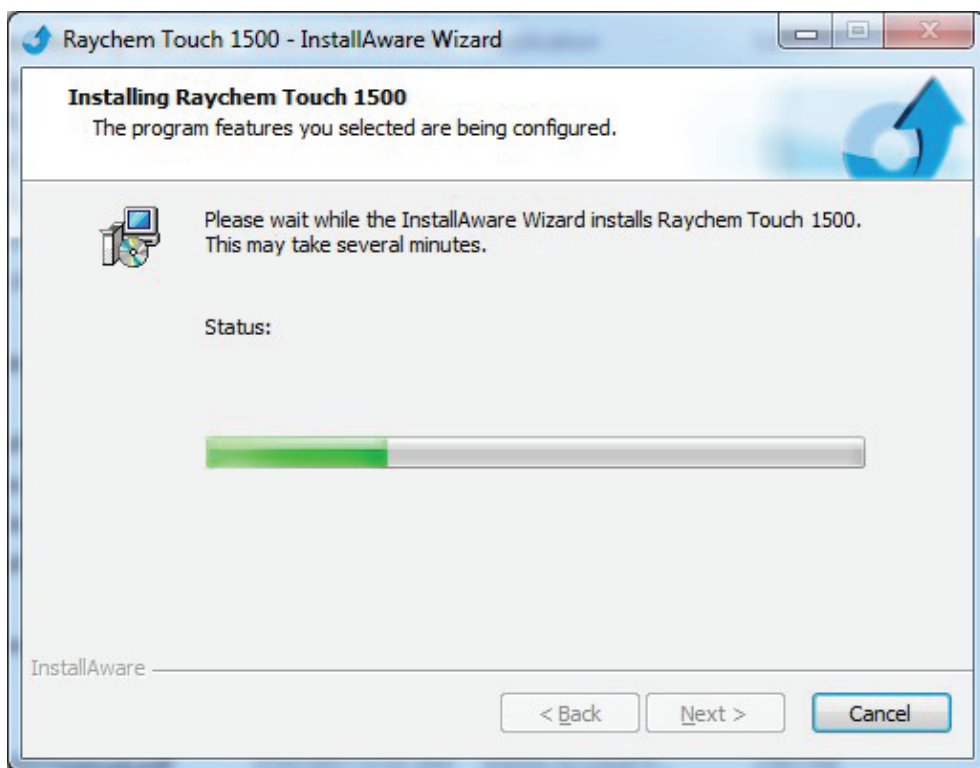 Raychem Touch 1500 - InstallAware Wizard
Installing Raychem Touch 1500
The program features you selected are being configured.
Please wait while the InstallAware Wizard installs Raychem Touch 1500.
This may take several minutes.
Status:
InstallAware
< Back
Next >
Cancel